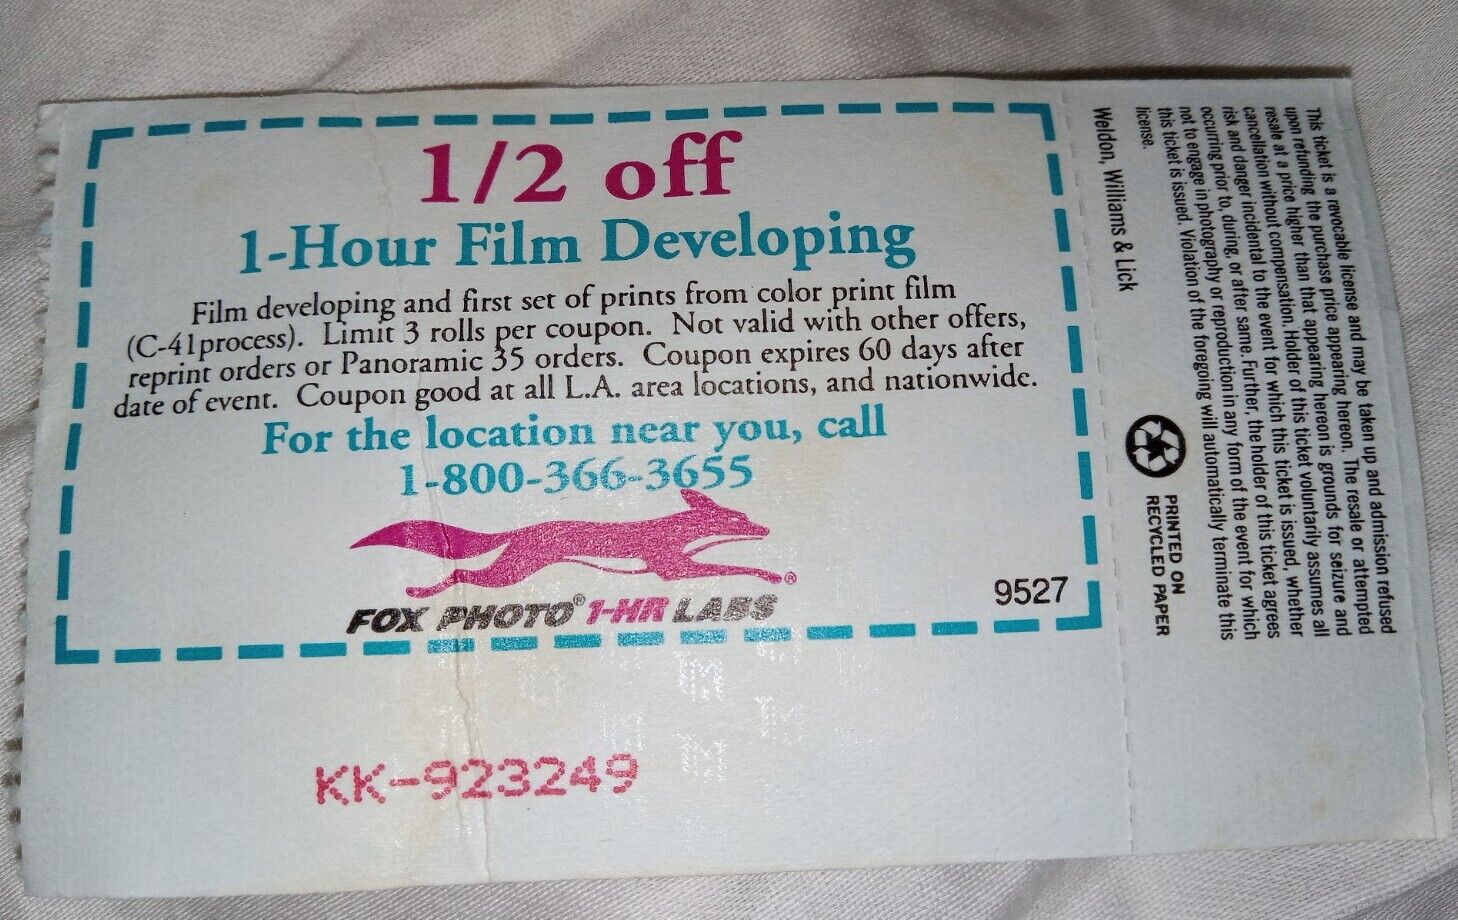 1/2 off
1-Hour Film Developing
Film developing and first set of prints from color print film
(C-41process). Limit 3 rolls per coupon. Not valid with other offers,
reprint orders or Panoramic 35 orders. Coupon expires 60 days after
date of event. Coupon good at all L.A. area locations, and nationwide.
For the location near you, call
1-800-366-3655
®
FOX PHOTO® 1-HR LABS
9527
KK-923249
This ticket is a revocable license and may be taken up and admission refused
upon refunding the purchase price appearing hereon. The resale or attempted
resale at a price higher than that appearing hereon is grounds for seizure and
cancellation without compensation. Holder of this ticket voluntarily assumes all
risk and danger incidental to the event for which this ticket is issued, whether
occurring prior to, during, or after same. Further, the holder of this ticket agrees
not to engage in photography or reproduction in any form of the event for which
this ticket is issued. Violation of the foregoing will automatically terminate this
license.
Weldon, Williams & Lick
PRINTED ON
RECYCLED PAPER